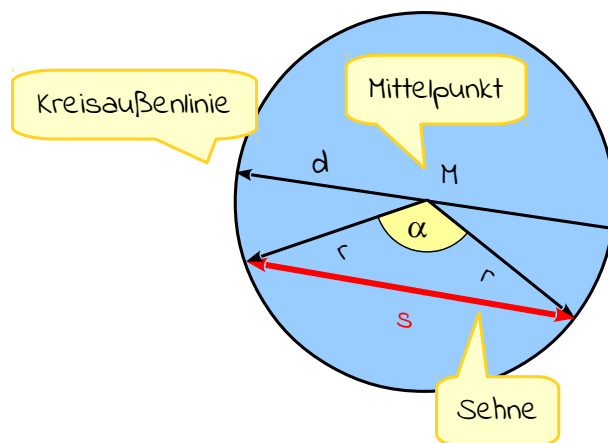 Kreisaußenlinie
Mittelpunkt
d
M
α
r
r
s
Sehne